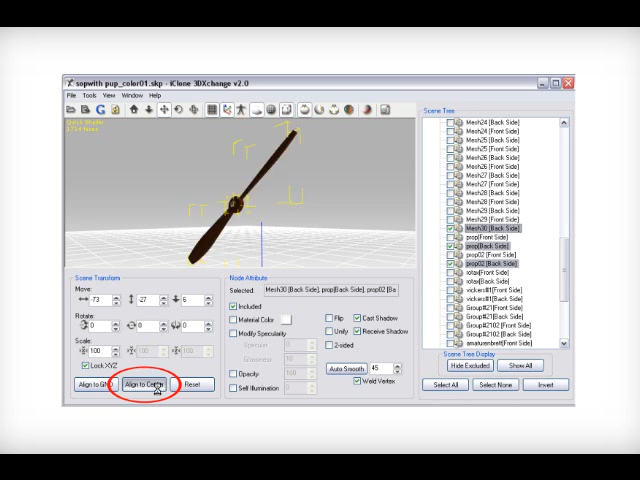 sopwith pup_color01.skp - iClone 3DXchange v2.0
File Tools View Window Help
Quick Shader
Scene Tree
Mesh24 [Back Side]
Mesh24 [Front Side]
Mesh25 [Back Side]
Mesh25 [Front Side]
Mesh26 [Back Side]
Mesh26 [Front Side]
Mesh27 [Back Side]
Mesh27 [Front Side]
Mesh28 [Back Side]
Mesh28 [Front Side]
Mesh29 [Back Side]
Mesh29 [Front Side]
Mesh30 [Back Side]
prop[Front Side]
prop[Back Side]
prop02 [Front Side]
prop02 [Back Side]
rotax[Front Side]
rotax[Back Side]
vickers#1[Front Side]
vickers#1[Back Side]
Group#21[Front Side]
Group#21[Back Side]
Group#2102 [Front Side]
Group#2102 [Back Side]
Scene Transform
Move:
-73 -27 6
Rotate:
0 0 0
Scale:
100 100 100
Lock XYZ
Align to GND Align to Center Reset
Node Attribute
Selected: Mesh30 [Back Side], prop[Back Side], prop02 [Ba
Included
Material Color Flip Cast Shadow
Modify Specularity Unify Receive Shadow
Specular 0 2-sided
Glossiness 10
Opacity 100 Auto Smooth 45
Self Illumination 0 Weld Vertex
Scene Tree Display
Hide Excluded Show All
Select All Select None Invert